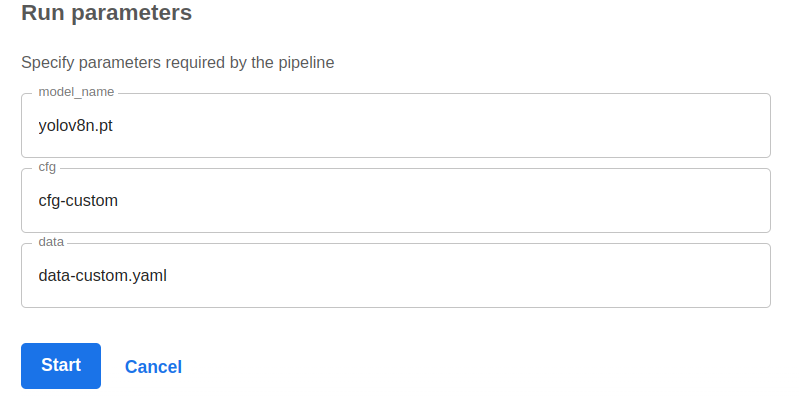 Run parameters
Specify parameters required by the pipeline
model_name
yolov8n.pt
cfg
cfg-custom
data
data-custom.yaml
Start
Cancel